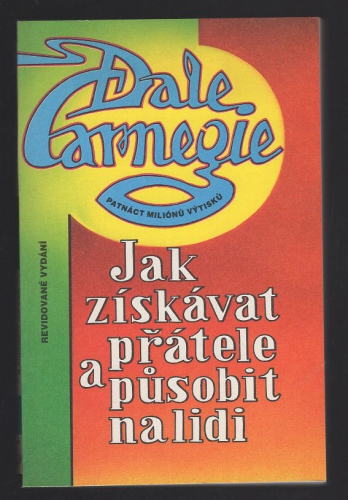 Dale
Carnegie
PATNÁCT MILIÓNŮ VÝTISKŮ
REVIDOVANÉ VYDÁNÍ
Jak
získávat
přátele
a působit
na lidi